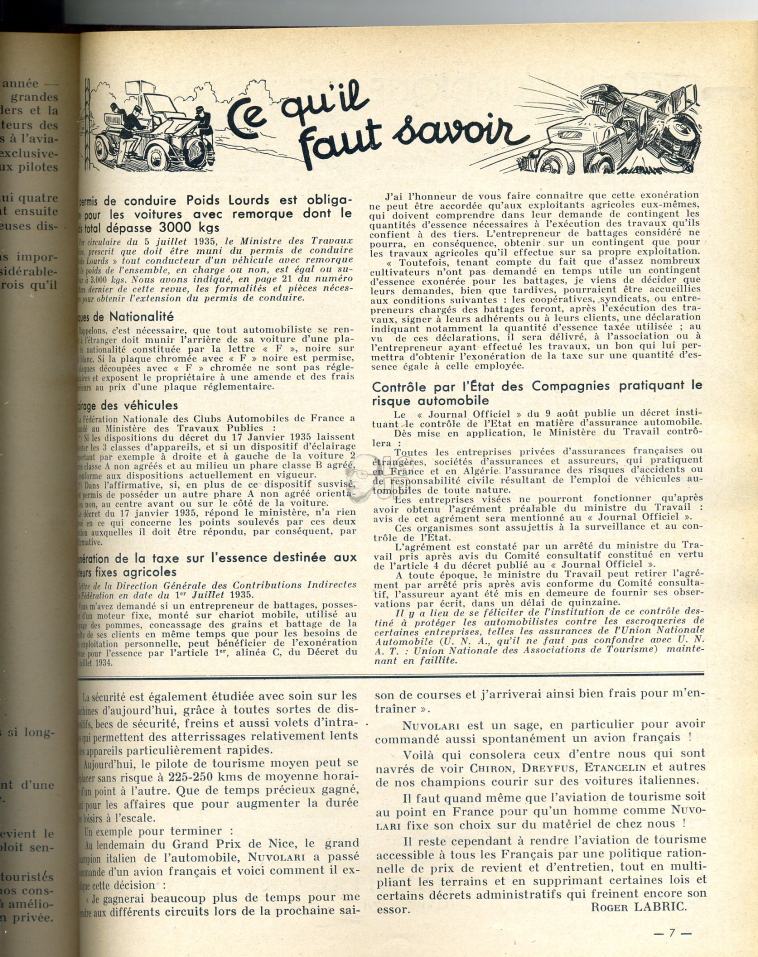 année —
grandes
et la
teurs des
à l'avia-
exclusive-
pilotes
quatre
ensuite
dis-
impor-
sidérable-
qu'il
si long-
d'une
le
sen-
touristés
cons-
amélio-
privée.
Ce qu'il
faut savoir
permis de conduire Poids Lourds est obliga-
pour les voitures avec remorque dont le
total dépasse 3000 kgs
circulaire du 5 juillet 1935, le Ministre des Travaux
prescrit que doit être muni du permis de conduire
Lourds » tout conducteur d'un véhicule avec remorque
poids de l'ensemble, en charge ou non, est égal ou su-
à 3.000 kgs. Nous avons indiqué, en page 21 du numéro
dernier de cette revue, les formalités et pièces néces-
pour obtenir l'extension du permis de conduire.
de Nationalité
c'est nécessaire, que tout automobiliste se ren-
l'étranger doit munir l'arrière de sa voiture d'une pla-
nationalité constituée par la lettre « F », noire sur
Si la plaque chromée avec « F » noire est permise,
découpées avec « F » chromée ne sont pas régle-
et exposent le propriétaire à une amende et des frais
au prix d'une plaque réglementaire.
des véhicules
Fédération Nationale des Clubs Automobiles de France a
au Ministère des Travaux Publics :
Si les dispositions du décret du 17 Janvier 1935 laissent
les 3 classes d'appareils, et si un dispositif d'éclairage
par exemple à droite et à gauche de la voiture 2
classe A non agréés et au milieu un phare classe B agréé,
aux dispositions actuellement en vigueur.
Dans l'affirmative, si, en plus de ce dispositif susvisé,
permis de posséder un autre phare A non agréé orienta-
non, au centre avant ou sur le côté de la voiture.
décret du 17 janvier 1935, répond le ministère, n'a rien
en ce qui concerne les points soulevés par ces deux
auxquelles il doit être répondu, par conséquent, par
de la taxe sur l'essence destinée aux
fixes agricoles
de la Direction Générale des Contributions Indirectes
Fédération en date du 1er Juillet 1935.
m'avez demandé si un entrepreneur de battages, posses-
d'un moteur fixe, monté sur chariot mobile, utilisé au
des pommes, concassage des grains et battage de la
de ses clients en même temps que pour les besoins de
exploitation personnelle, peut bénéficier de l'exonération
pour l'essence par l'article 1er, alinéa C, du Décret du
1934.
J'ai l'honneur de vous faire connaître que cette exonération
ne peut être accordée qu'aux exploitants agricoles eux-mêmes,
qui doivent comprendre dans leur demande de contingent les
quantités d'essence nécessaires à l'exécution des travaux qu'ils
confient à des tiers. L'entrepreneur de battages considéré ne
pourra, en conséquence, obtenir sur un contingent que pour
les travaux agricoles qu'il effectue sur sa propre exploitation.
« Toutefois, tenant compte du fait que d'assez nombreux
cultivateurs n'ont pas demandé en temps utile un contingent
d'essence exonérée pour les battages, je viens de décider que
leurs demandes, bien que tardives, pourraient être accueillies
aux conditions suivantes : les coopératives, syndicats, ou entre-
preneurs chargés des battages feront, après l'exécution des tra-
vaux, signer à leurs adhérents ou à leurs clients, une déclaration
indiquant notamment la quantité d'essence taxée utilisée ; au
vu de ces déclarations, il sera délivré, à l'association ou à
l'entrepreneur ayant effectué les travaux, un bon qui lui per-
mettra d'obtenir l'exonération de la taxe sur une quantité d'es-
sence égale à celle employée.
Contrôle par l'État des Compagnies pratiquant le
risque automobile
Le « Journal Officiel » du 9 août publie un décret insti-
tuant le contrôle de l'Etat en matière d'assurance automobile.
Dès mise en application, le Ministère du Travail contrô-
lera :
Toutes les entreprises privées d'assurances françaises ou
étrangères, sociétés d'assurances et assureurs, qui pratiquent
en France et en Algérie l'assurance des risques d'accidents ou
de responsabilité civile résultant de l'emploi de véhicules au-
tomobiles de toute nature.
Les entreprises visées ne pourront fonctionner qu'après
avoir obtenu l'agrément préalable du ministre du Travail :
avis de cet agrément sera mentionné au « Journal Officiel ».
Ces organismes sont assujettis à la surveillance et au con-
trôle de l'Etat.
L'agrément est constaté par un arrêté du ministre du Tra-
vail pris après avis du Comité consultatif constitué en vertu
de l'article 4 du décret publié au « Journal Officiel ».
A toute époque, le ministre du Travail peut retirer l'agré-
ment par arrêté pris après avis conforme du Comité consulta-
tif, l'assureur ayant été mis en demeure de fournir ses obser-
vations par écrit, dans un délai de quinzaine.
Il y a lieu de se féliciter de l'institution de ce contrôle des-
tiné à protéger les automobilistes contre les escroqueries de
certaines entreprises, telles les assurances de l'Union Nationale
Automobile (U. N. A., qu'il ne faut pas confondre avec U. N.
A. T. : Union Nationale des Associations de Tourisme) mainte-
nant en faillite.
La sécurité est également étudiée avec soin sur les
d'aujourd'hui, grâce à toutes sortes de dis-
becs de sécurité, freins et aussi volets d'intra-
qui permettent des atterrissages relativement lents
appareils particulièrement rapides.
Aujourd'hui, le pilote de tourisme moyen peut se
sans risque à 225-250 kms de moyenne horai-
d'un point à l'autre. Que de temps précieux gagné,
pour les affaires que pour augmenter la durée
loisirs à l'escale.
Un exemple pour terminer :
Au lendemain du Grand Prix de Nice, le grand
italien de l'automobile, NUVOLARI a passé
d'un avion français et voici comment il ex-
cette décision :
« Je gagnerai beaucoup plus de temps pour me
aux différents circuits lors de la prochaine sai-
son de courses et j'arriverai ainsi bien frais pour m'en-
traîner ».
NUVOLARI est un sage, en particulier pour avoir
commandé aussi spontanément un avion français !
Voilà qui consolera ceux d'entre nous qui sont
navrés de voir CHIRON, DREYFUS, ETANCELIN et autres
de nos champions courir sur des voitures italiennes.
Il faut quand même que l'aviation de tourisme soit
au point en France pour qu'un homme comme NUVO-
LARI fixe son choix sur du matériel de chez nous !
Il reste cependant à rendre l'aviation de tourisme
accessible à tous les Français par une politique ration-
nelle de prix de revient et d'entretien, tout en multi-
pliant les terrains et en supprimant certaines lois et
certains décrets administratifs qui freinent encore son
essor. ROGER LABRIC.
— 7 —